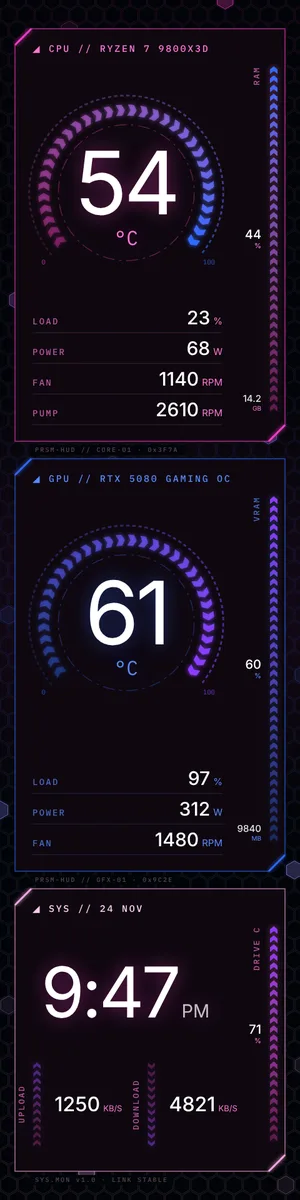 CPU // RYZEN 7 9800X3D
RAM
54
°C
0
100
44
%
LOAD 23 %
POWER 68 W
FAN 1140 RPM
PUMP 2610 RPM
14.2
GB
PRSM-HUD // CORE-01 · 0x3F7A
GPU // RTX 5080 GAMING OC
VRAM
61
°C
0
100
60
%
LOAD 97 %
POWER 312 W
FAN 1480 RPM
9840
MB
PRSM-HUD // GFX-01 · 0x9C2E
SYS // 24 NOV
DRIVE C
9:47 PM
71
%
UPLOAD
1250 KB/S
DOWNLOAD
4821 KB/S
SYS.MON v1.0 · LINK STABLE